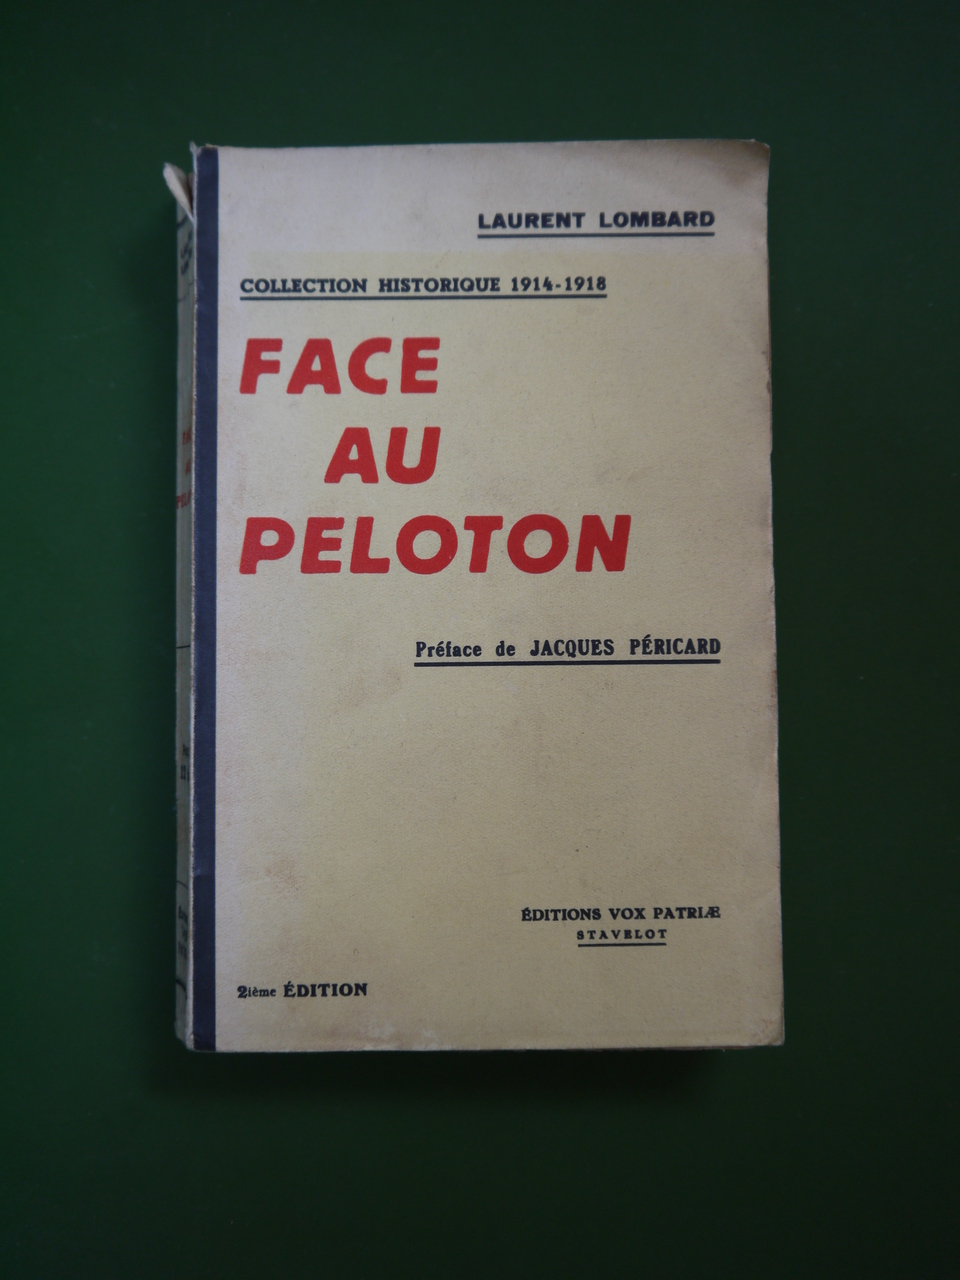 LAURENT LOMBARD
COLLECTION HISTORIQUE 1914-1918
FACE
AU
PELOTON
Préface de JACQUES PÉRICARD
ÉDITIONS VOX PATRIÆ
STAVELOT
2ième ÉDITION